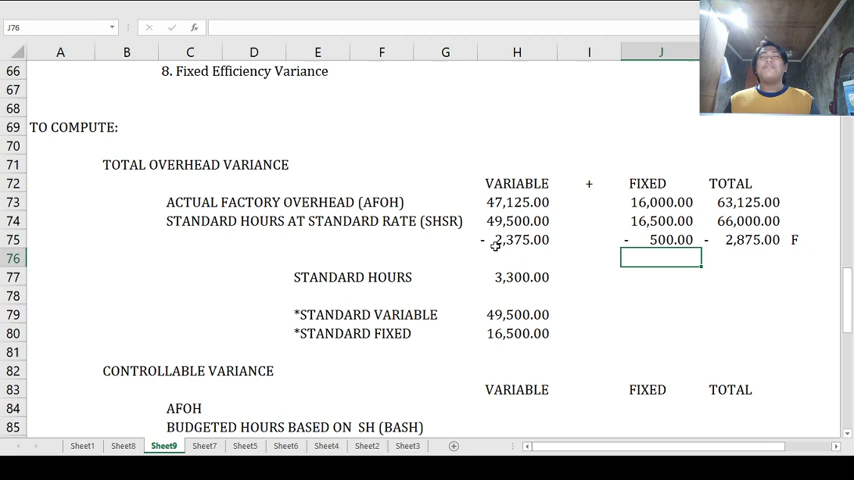 J76
fx
A B C D E F G H I J
66 8. Fixed Efficiency Variance
67
68
69 TO COMPUTE:
70
71 TOTAL OVERHEAD VARIANCE
72 VARIABLE + FIXED TOTAL
73 ACTUAL FACTORY OVERHEAD (AFOH) 47,125.00 16,000.00 63,125.00
74 STANDARD HOURS AT STANDARD RATE (SHSR) 49,500.00 16,500.00 66,000.00
75 - 2,375.00 - 500.00 - 2,875.00 F
76
77 STANDARD HOURS 3,300.00
78
79 *STANDARD VARIABLE 49,500.00
80 *STANDARD FIXED 16,500.00
81
82 CONTROLLABLE VARIANCE
83 VARIABLE FIXED TOTAL
84 AFOH
85 BUDGETED HOURS BASED ON SH (BASH)
Sheet1 Sheet8 Sheet9 Sheet7 Sheet5 Sheet6 Sheet4 Sheet2 Sheet3